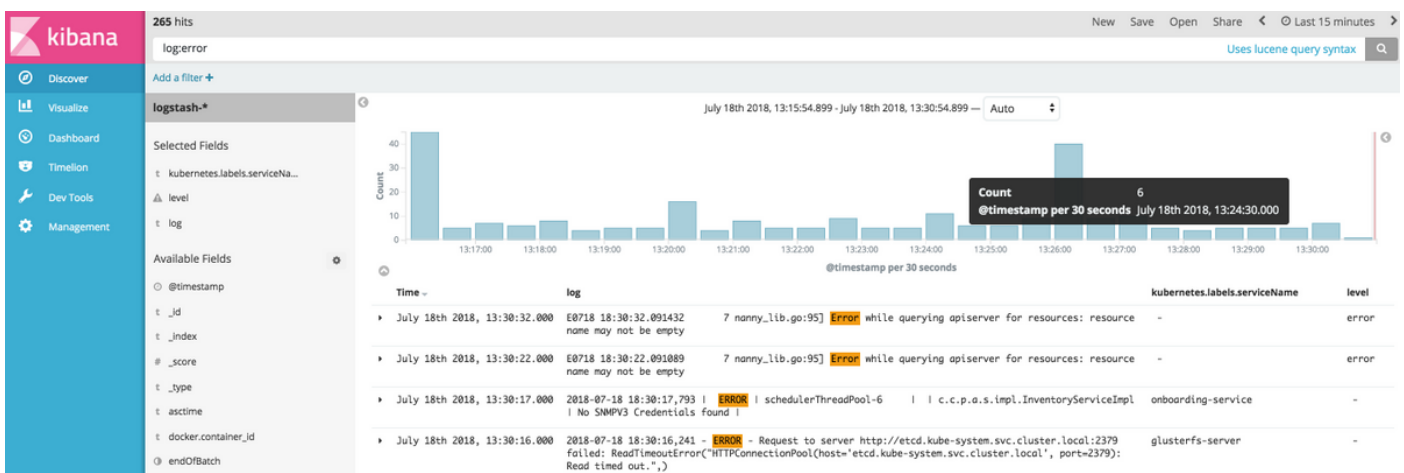 kibana
Discover
Visualize
Dashboard
Timelion
Dev Tools
Management
265 hits
New Save Open Share Last 15 minutes
log:error
Uses lucene query syntax
Add a filter +
logstash-*
Selected Fields
t kubernetes.labels.serviceNa...
level
t log
Available Fields
@timestamp
t _id
t _index
# _score
t _type
t asctime
t docker.container_id
endOfBatch
July 18th 2018, 13:15:54.899 - July 18th 2018, 13:30:54.899 — Auto
Count
40
30
20
10
0
Count 6
@timestamp per 30 seconds July 18th 2018, 13:24:30.000
13:17:00 13:18:00 13:19:00 13:20:00 13:21:00 13:22:00 13:23:00 13:24:00 13:25:00 13:26:00 13:27:00 13:28:00 13:29:00 13:30:00
@timestamp per 30 seconds
Time log kubernetes.labels.serviceName level
July 18th 2018, 13:30:32.000 E0718 18:30:32.091432 7 nanny_lib.go:95] Error while querying apiserver for resources: resource - error
name may not be empty
July 18th 2018, 13:30:22.000 E0718 18:30:22.091089 7 nanny_lib.go:95] Error while querying apiserver for resources: resource - error
name may not be empty
July 18th 2018, 13:30:17.000 2018-07-18 18:30:17,793 | ERROR | schedulerThreadPool-6 | | c.c.p.a.s.impl.InventoryServiceImpl onboarding-service -
| No SNMPV3 Credentials found |
July 18th 2018, 13:30:16.000 2018-07-18 18:30:16,241 - ERROR - Request to server http://etcd.kube-system.svc.cluster.local:2379 glusterfs-server -
failed: ReadTimeoutError("HTTPConnectionPool(host='etcd.kube-system.svc.cluster.local', port=2379):
Read timed out.",)